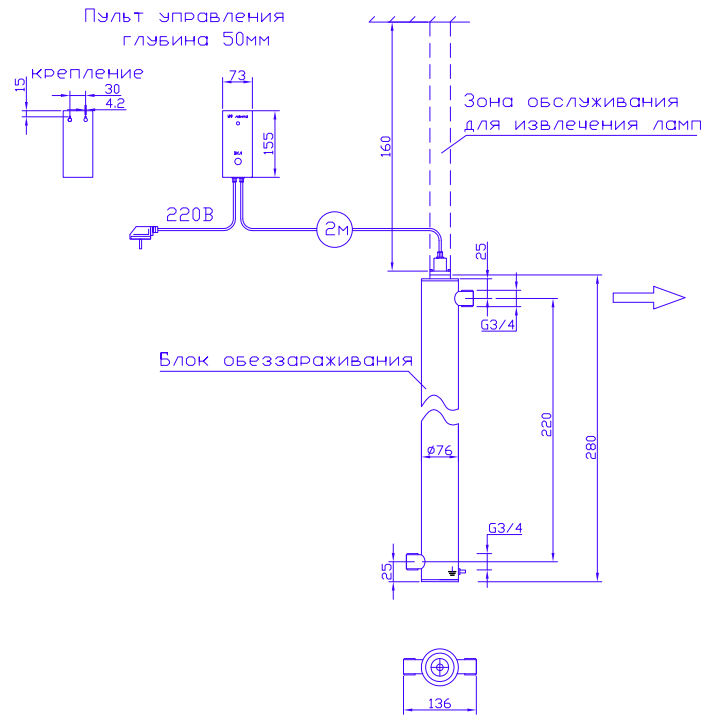 Пульт управления
глубина 50мм
крепление
15
30
4.2
73
155
ВКЛ
160
Зона обслуживания
для извлечения ламп
220В
2м
25
G3/4
Блок обеззараживания
220
280
ø76
G3/4
25
136